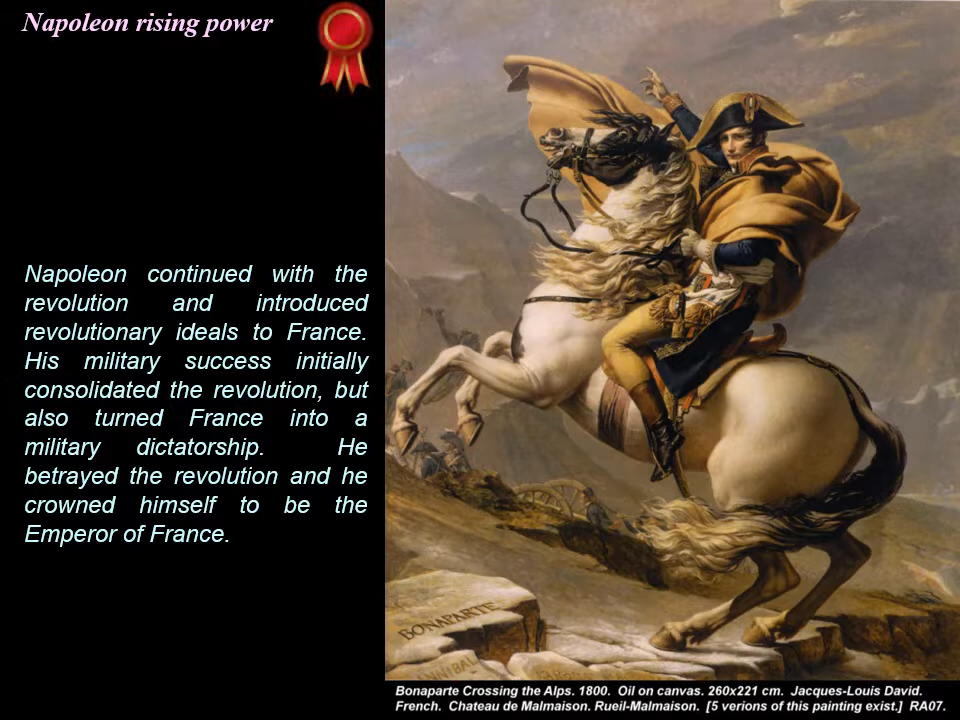 Napoleon rising power
Napoleon continued with the
revolution and introduced
revolutionary ideals to France.
His military success initially
consolidated the revolution, but
also turned France into a
military dictatorship. He
betrayed the revolution and he
crowned himself to be the
Emperor of France.
BONAPARTE
Bonaparte Crossing the Alps. 1800. Oil on canvas. 260x221 cm. Jacques-Louis David.
French. Chateau de Malmaison. Rueil-Malmaison. [5 verions of this painting exist.] RA07.